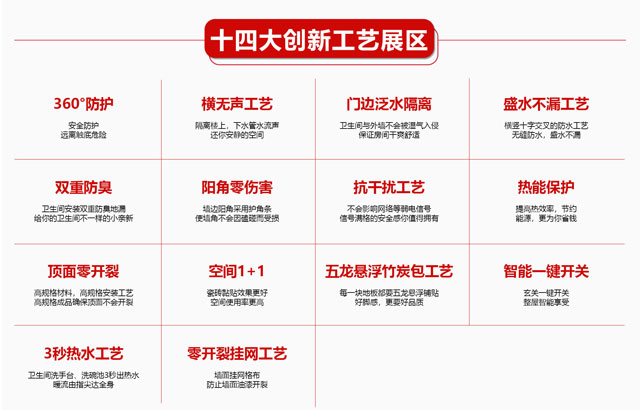 十四大创新工艺展区
360°防护
安全防护
远离触底危险
横无声工艺
隔离楼上，下水管水流声
还你安静的空间
门边泛水隔离
卫生间与外墙不会被湿气入侵
保证房间干爽舒适
盛水不漏工艺
横竖十字交叉的防水工艺
无缝防水，盛水不漏
双重防臭
卫生间安装双重防臭地漏
给你的卫生间不一样的小亲新
阳角零伤害
墙边阳角采用护角条
使墙角不会因磕碰而受损
抗干扰工艺
不会影响网络等弱电信号
信号满格的安全感你值得拥有
热能保护
提高热效率，节约
能源，更为你省钱
顶面零开裂
高规格材料，高规格安装工艺
高规格成品确保顶面不会开裂
空间1+1
瓷砖黏贴效果更好
空间使用率更高
五龙悬浮竹炭包工艺
每一块地板都要五龙悬浮铺贴
好脚感，更要好品质
智能一键开关
玄关一键开关
整屋智能享受
3秒热水工艺
卫生间洗手台、洗碗池3秒出热水
暖流由指尖达全身
零开裂挂网工艺
墙面挂网格布
防止墙面油漆开裂